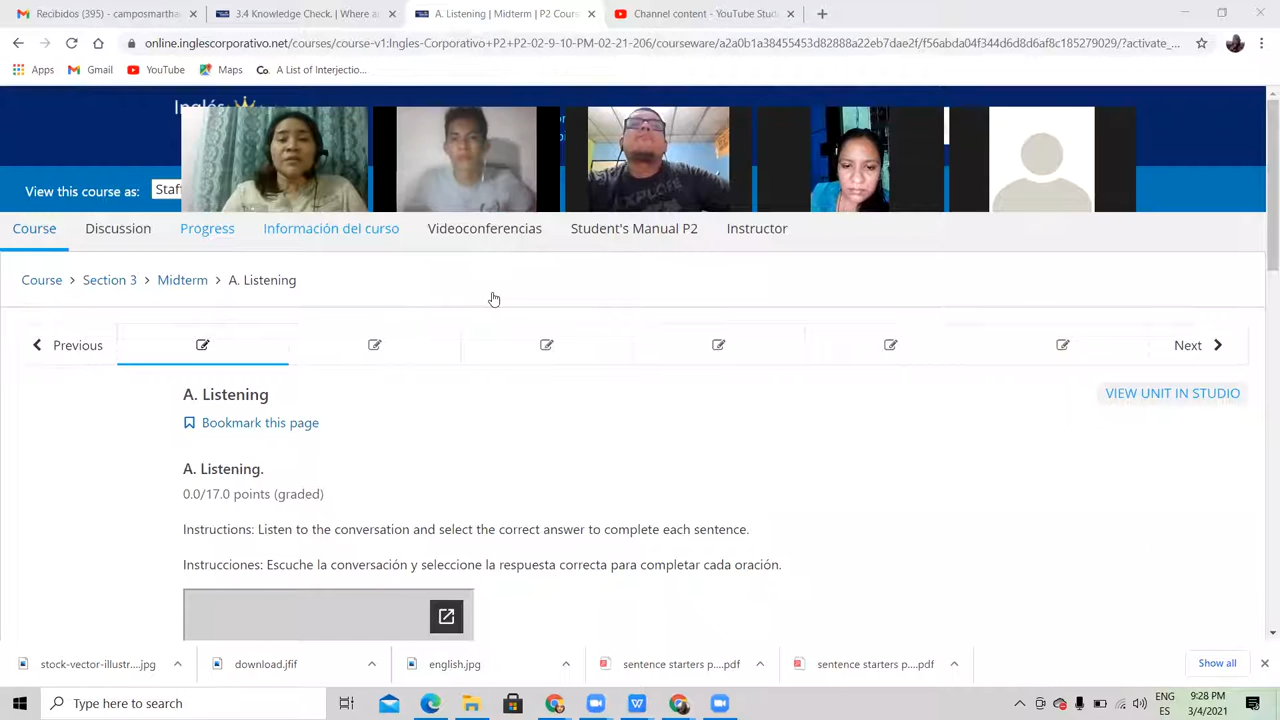 Recibidos (395) - camposmartha
3.4 Knowledge Check. | Where a
A. Listening | Midterm | P2 Cours
Channel content - YouTube Stud
online.inglescorporativo.net/courses/course-v1:Ingles-Corporativo+P2+P2-02-9-10-PM-02-21-206/courseware/a2a0b1a38455453d82888a22eb7dae2f/f56abda04f344d6d8d6af8c185279029/?activate_...
Apps
Gmail
YouTube
Maps
Co.
A List of Interjectio...
Inglés
View this course as:
Staf
EXPLORE
Course
Discussion
Progress
Información del curso
Videoconferencias
Student's Manual P2
Instructor
Course > Section 3 > Midterm > A. Listening
Previous
Next
A. Listening
VIEW UNIT IN STUDIO
Bookmark this page
A. Listening.
0.0/17.0 points (graded)
Instructions: Listen to the conversation and select the correct answer to complete each sentence.
Instrucciones: Escuche la conversación y seleccione la respuesta correcta para completar cada oración.
stock-vector-illustr....jpg
download.jfif
english.jpg
sentence starters p....pdf
sentence starters p....pdf
Show all
Type here to search
ENG
ES
9:28 PM
3/4/2021